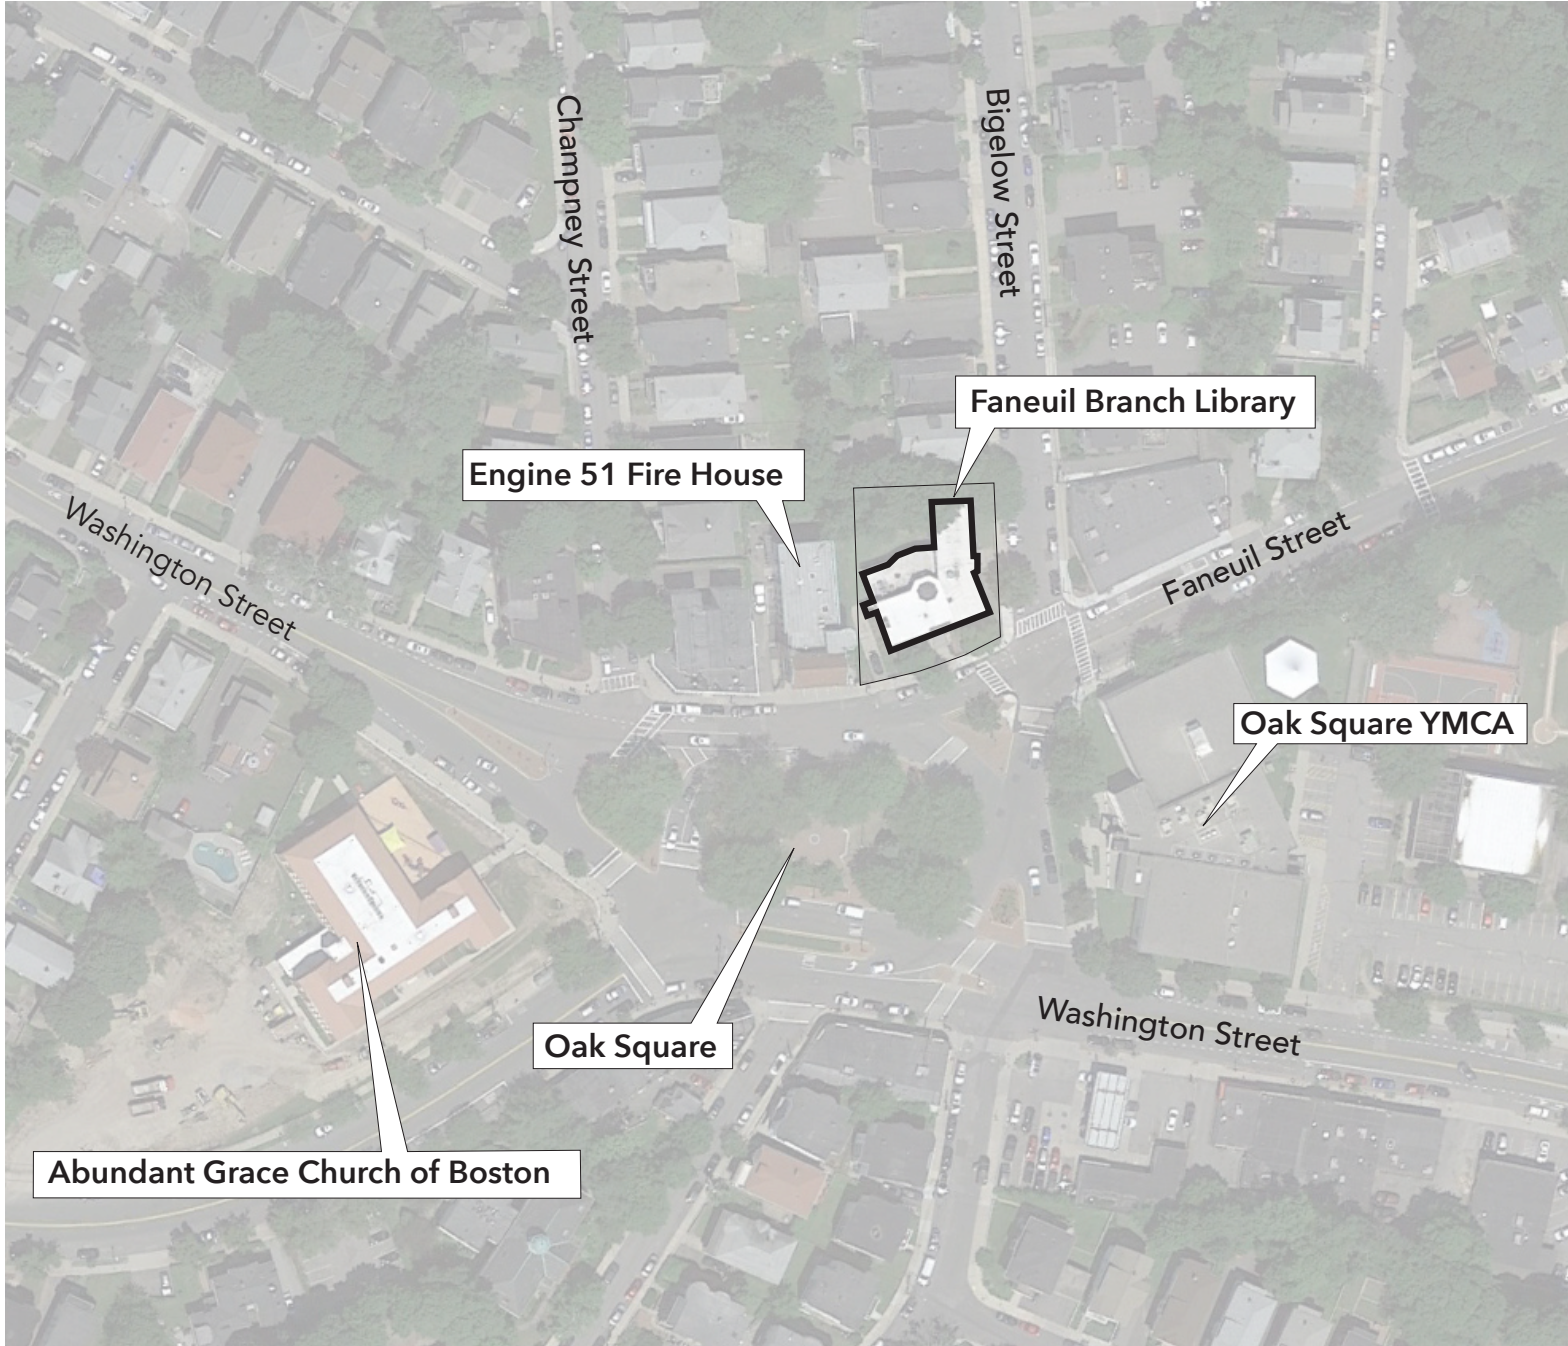 Champney Street
Bigelow Street
Faneuil Branch Library
Engine 51 Fire House
Washington Street
Faneuil Street
Oak Square YMCA
Washington Street
Oak Square
Abundant Grace Church of Boston